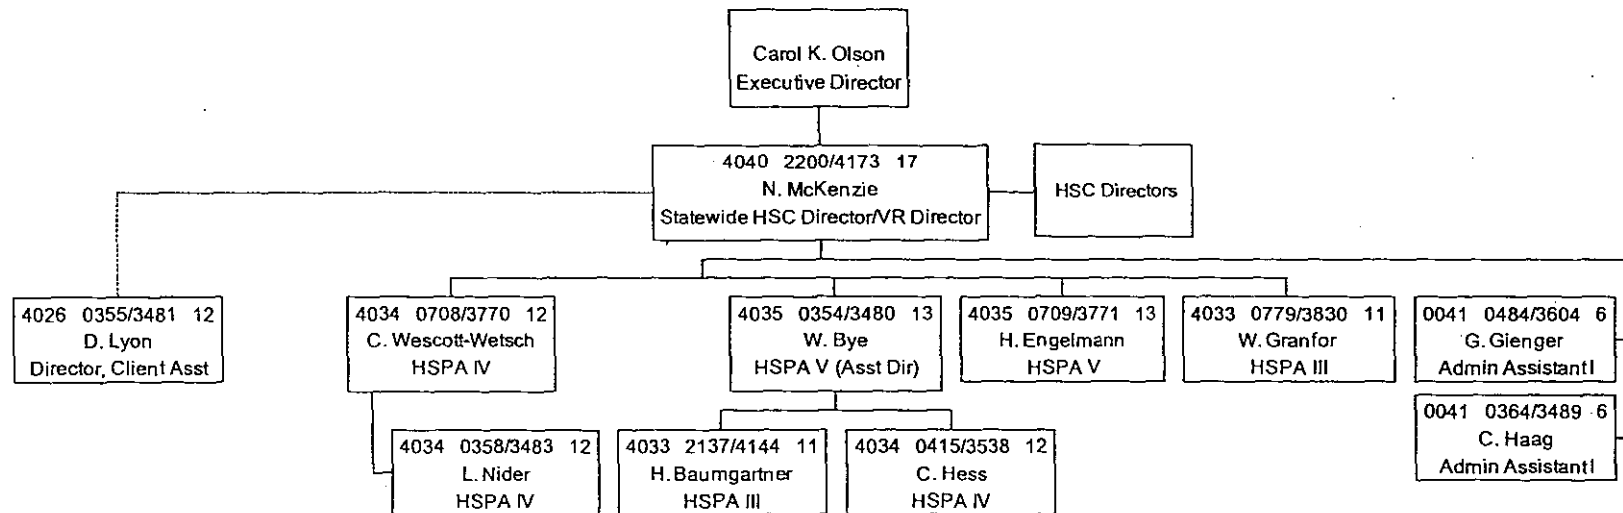 Carol K. Olson
Executive Director
4040 2200/4173 17
N. McKenzie
Statewide HSC Director/VR Director
HSC Directors
4026 0355/3481 12
D. Lyon
Director, Client Asst
4034 0708/3770 12
C. Wescott-Wetsch
HSPA IV
4035 0354/3480 13
W. Bye
HSPA V (Asst Dir)
4035 0709/3771 13
H. Engelmann
HSPA V
4033 0779/3830 11
W. Granfor
HSPA III
0041 0484/3604 6
G. Gienger
Admin Assistant I
4034 0358/3483 12
L. Nider
HSPA IV
4033 2137/4144 11
H. Baumgartner
HSPA III
4034 0415/3538 12
C. Hess
HSPA IV
0041 0364/3489 6
C. Haag
Admin Assistant I